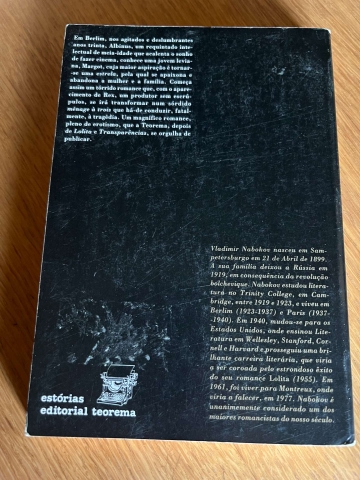 Em Berlim, nos agitados e deslumbrantes
anos trinta, Albinus, um requintado inte-
lectual de meia-idade que acalenta o sonho
de fazer cinema, conhece uma jovem levia-
na, Margot, cuja maior aspiração é tornar-
-se uma estrela, pela qual se apaixona e
abandona a mulher e a família. Começa
assim um tórrido romance que, com o apare-
cimento de Rex, um produtor sem escrú-
pulos, se irá transformar num sórdido
ménage à trois que há-de conduzir, fatal-
mente, à tragédia. Um magnífico romance,
pleno de erotismo, que a Teorema, depois
de Lolita e Transparências, se orgulha de
publicar.
Vladimir Nabokov nasceu em Sam-
petersburgo em 21 de Abril de 1899.
A sua família deixou a Rússia em
1919, em consequência da revolução
bolchevique. Nabokov estudou litera-
tura no Trinity College, em Cam-
bridge, entre 1919 e 1923, e viveu em
Berlim (1923-1937) e Paris (1937-
-1940). Em 1940, mudou-se para os
Estados Unidos, onde ensinou Lite-
ratura em Wellesley, Stanford, Cor-
nell e Harvard e prosseguiu uma bri-
lhante carreira literária, que viria
a ser coroada pelo estrondoso êxito
do seu romance Lolita (1955). Em
1961, foi viver para Montreux, onde
viria a falecer, em 1977. Nabokov é
unanimemente considerado um dos
maiores romancistas do nosso século.
estórias
editorial teorema